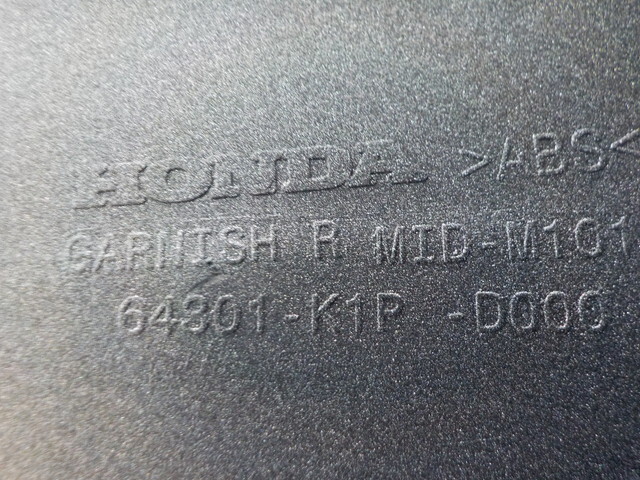 HONDA >ABS<
GARNISH R MID-M101
64301-K1P -D000